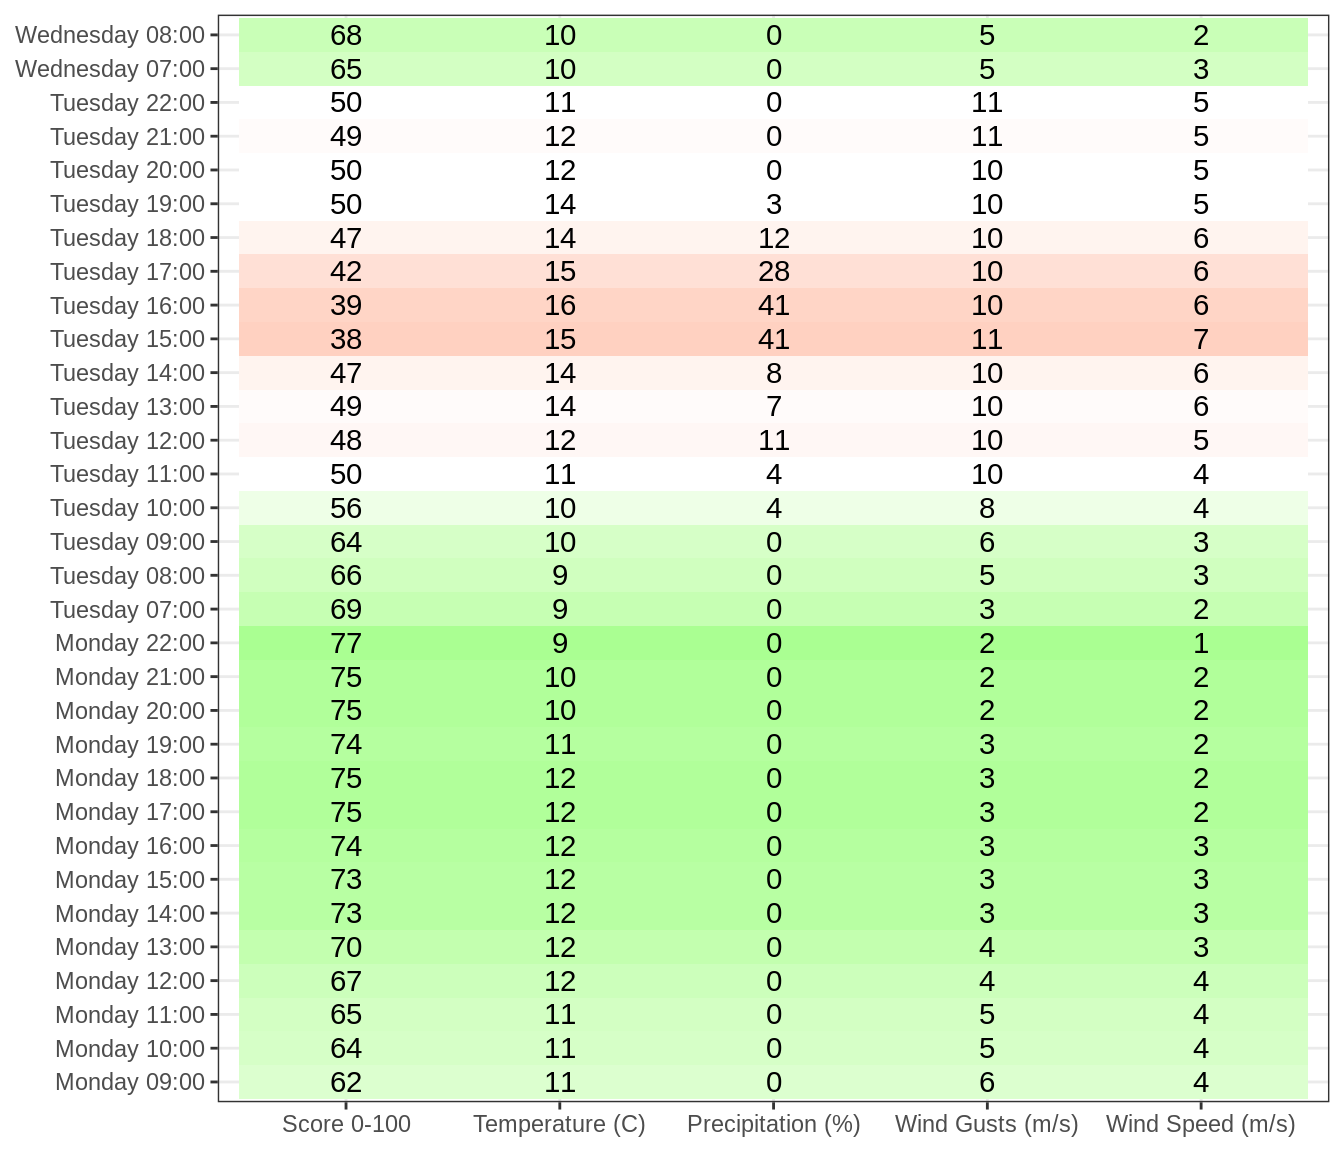 Wednesday 08:00 68 10 0 5 2
Wednesday 07:00 65 10 0 5 3
Tuesday 22:00 50 11 0 11 5
Tuesday 21:00 49 12 0 11 5
Tuesday 20:00 50 12 0 10 5
Tuesday 19:00 50 14 3 10 5
Tuesday 18:00 47 14 12 10 6
Tuesday 17:00 42 15 28 10 6
Tuesday 16:00 39 16 41 10 6
Tuesday 15:00 38 15 41 11 7
Tuesday 14:00 47 14 8 10 6
Tuesday 13:00 49 14 7 10 6
Tuesday 12:00 48 12 11 10 5
Tuesday 11:00 50 11 4 10 4
Tuesday 10:00 56 10 4 8 4
Tuesday 09:00 64 10 0 6 3
Tuesday 08:00 66 9 0 5 3
Tuesday 07:00 69 9 0 3 2
Monday 22:00 77 9 0 2 1
Monday 21:00 75 10 0 2 2
Monday 20:00 75 10 0 2 2
Monday 19:00 74 11 0 3 2
Monday 18:00 75 12 0 3 2
Monday 17:00 75 12 0 3 2
Monday 16:00 74 12 0 3 3
Monday 15:00 73 12 0 3 3
Monday 14:00 73 12 0 3 3
Monday 13:00 70 12 0 4 3
Monday 12:00 67 12 0 4 4
Monday 11:00 65 11 0 5 4
Monday 10:00 64 11 0 5 4
Monday 09:00 62 11 0 6 4
Score 0-100 Temperature (C) Precipitation (%) Wind Gusts (m/s) Wind Speed (m/s)